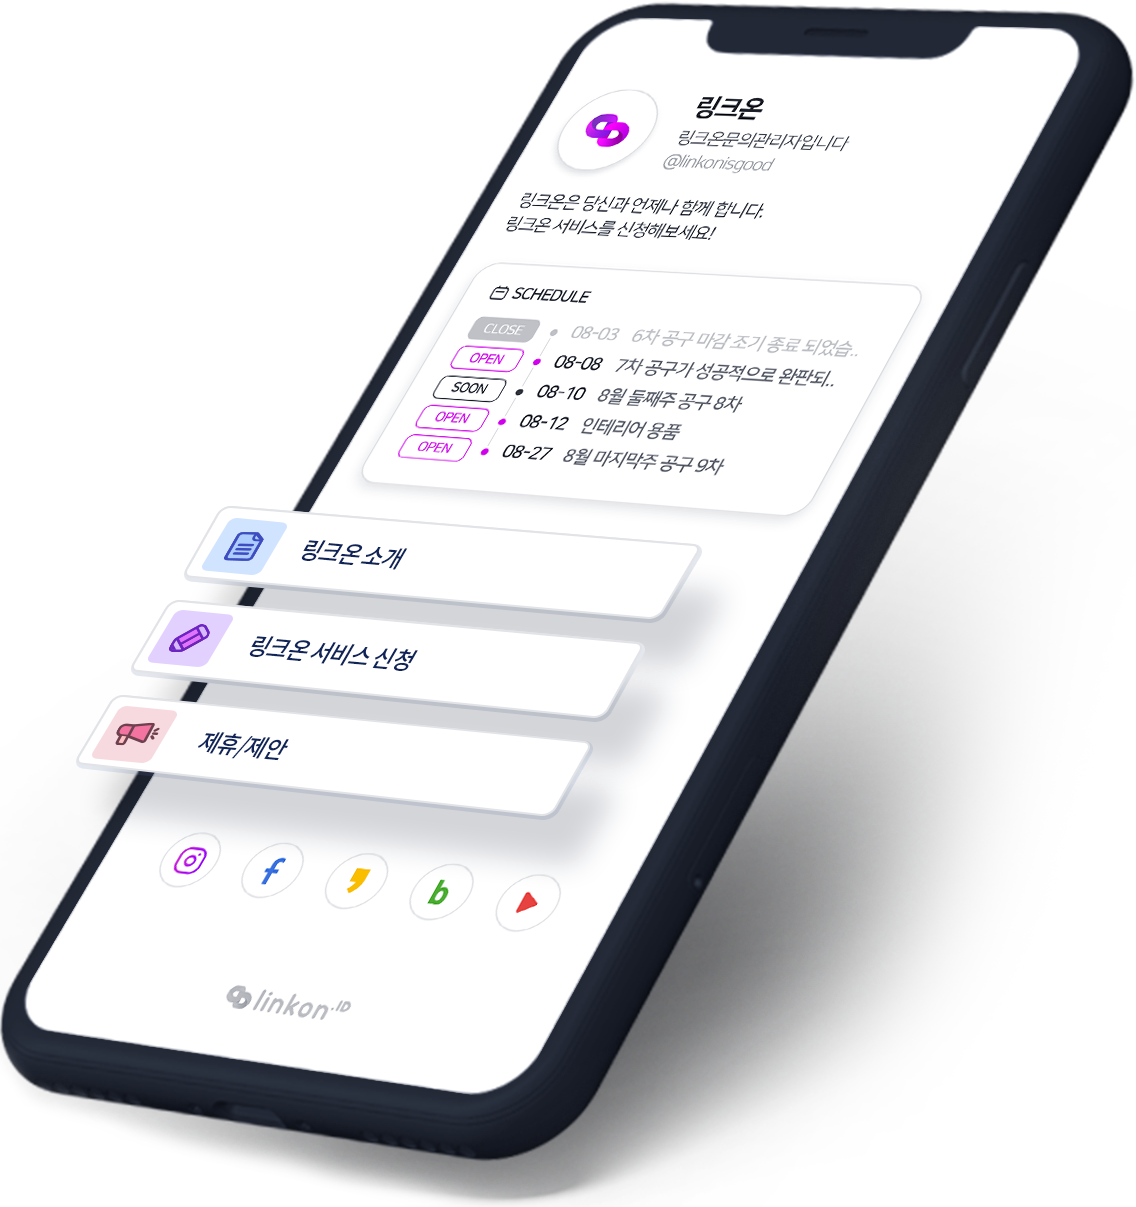 링크온
링크온문의관리자입니다
@linkonisgood
링크온은 당신과 언제나 함께 합니다.
링크온 서비스를 신청해보세요!
SCHEDULE
CLOSE 08-03 6차 공구 마감 조기 종료 되었습..
OPEN 08-08 7차 공구가 성공적으로 완판되..
SOON 08-10 8월 둘째주 공구 8차
OPEN 08-12 인테리어 용품
OPEN 08-27 8월 마지막주 공구 9차
링크온 소개
링크온 서비스 신청
제휴/제안
linkon.ID